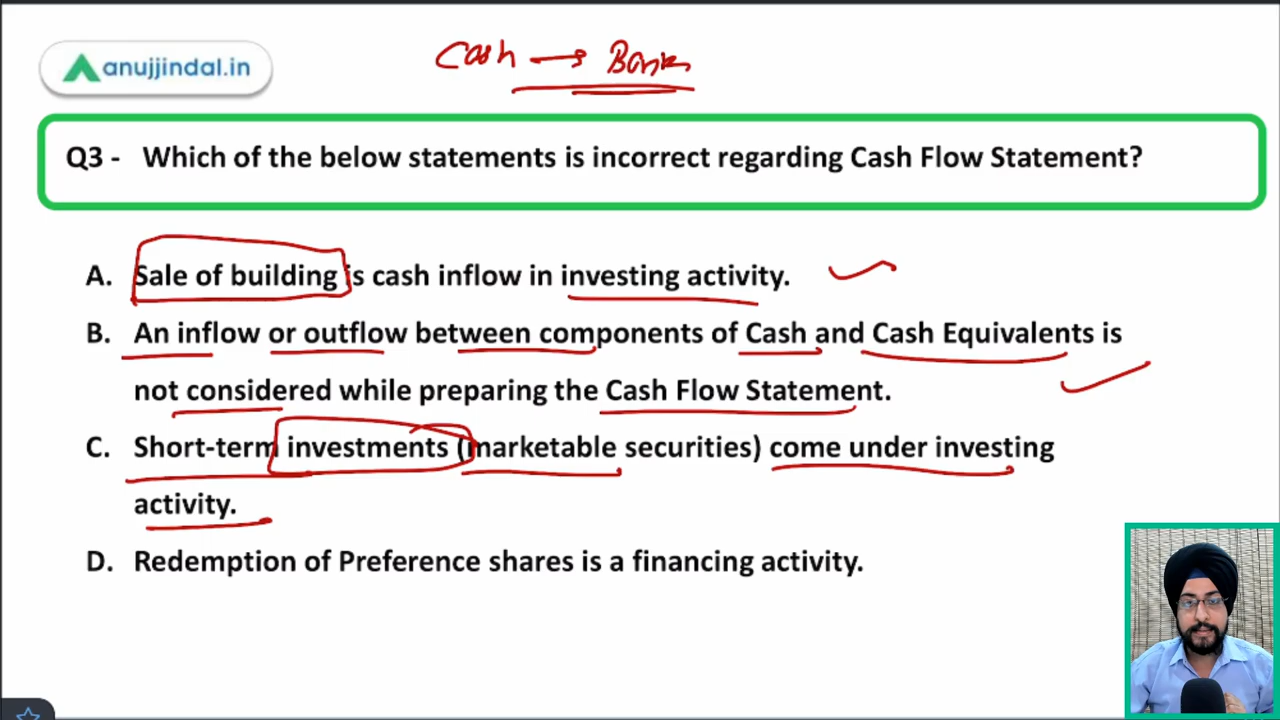 anujjindal.in
Cash → Bank
Q3 - Which of the below statements is incorrect regarding Cash Flow Statement?
A. Sale of building is cash inflow in investing activity.
B. An inflow or outflow between components of Cash and Cash Equivalents is
not considered while preparing the Cash Flow Statement.
C. Short-term investments (marketable securities) come under investing
activity.
D. Redemption of Preference shares is a financing activity.